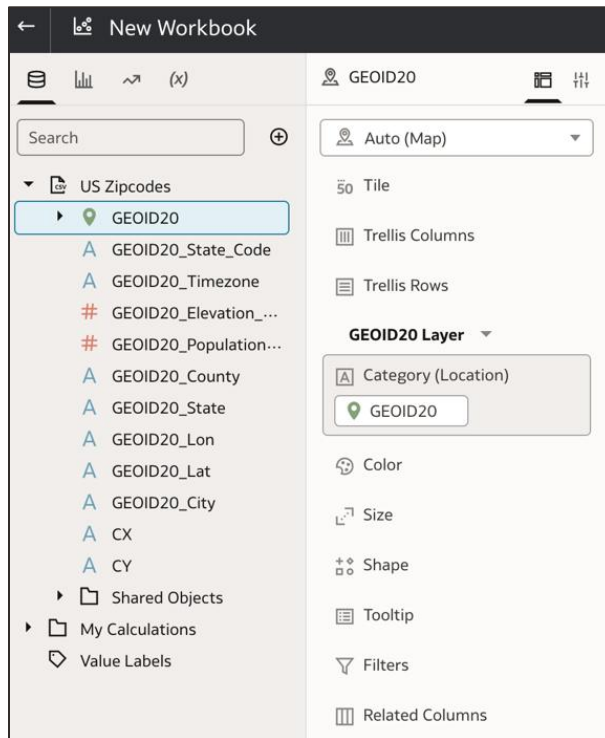 New Workbook
(x)
Search
US Zipcodes
CSV
GEOID20
A GEOID20_State_Code
A GEOID20_Timezone
# GEOID20_Elevation_...
# GEOID20_Population...
A GEOID20_County
A GEOID20_State
A GEOID20_Lon
A GEOID20_Lat
A GEOID20_City
A CX
A CY
Shared Objects
My Calculations
Value Labels
GEOID20
Auto (Map)
50 Tile
Trellis Columns
Trellis Rows
GEOID20 Layer
A Category (Location)
GEOID20
Color
Size
Shape
Tooltip
Filters
Related Columns